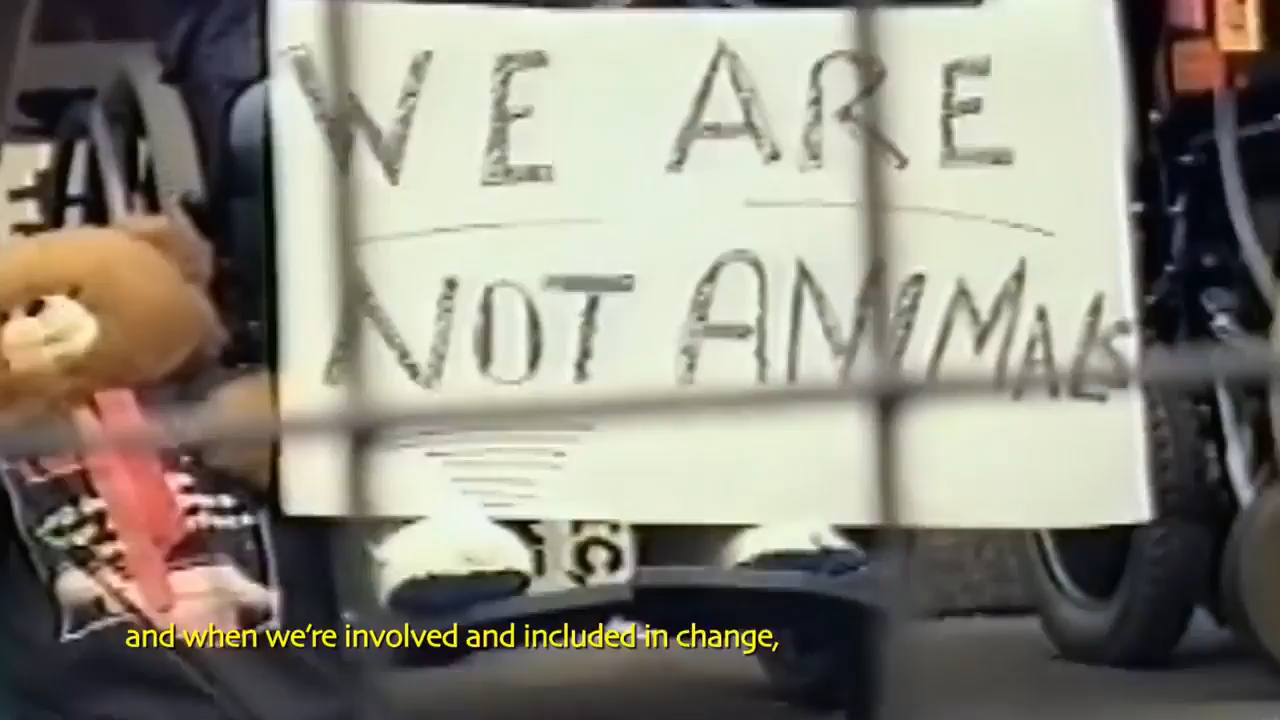 WE ARE
NOT ANIMALS
and when we're involved and included in change,